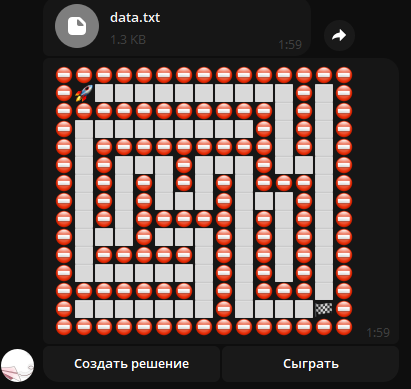 data.txt
1.3 KB
1:59
1:59
Создать решение
Сыграть